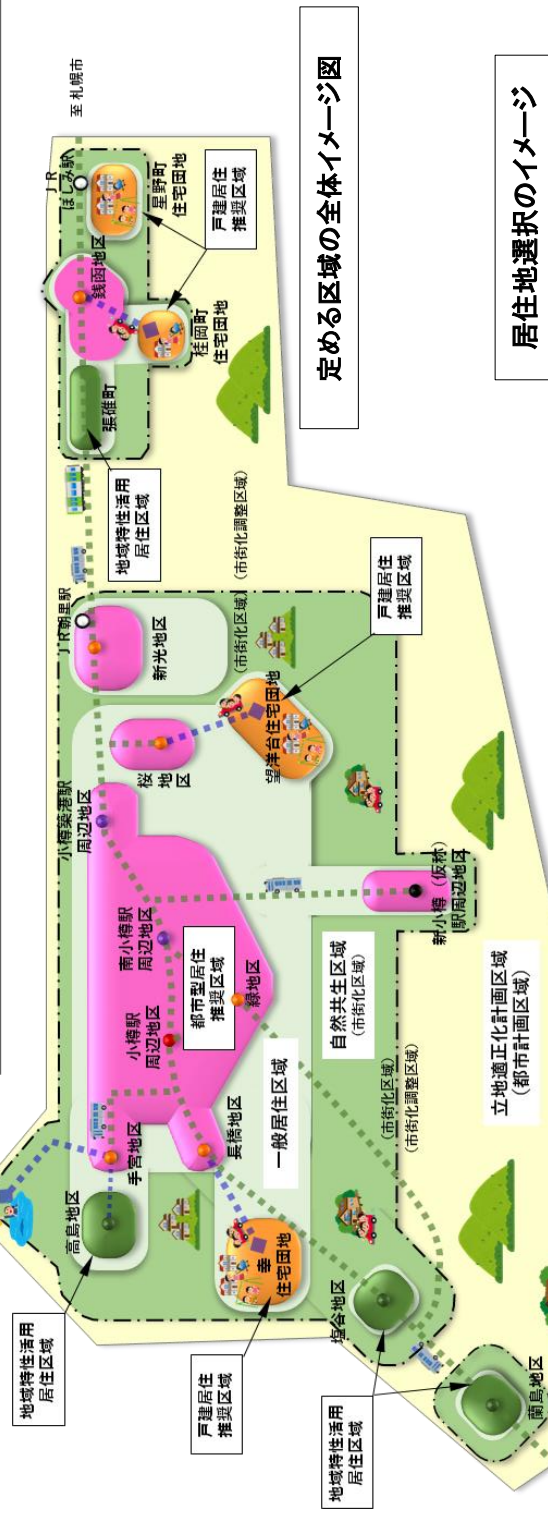 定める区域の全体イメージ図
居住地選択のイメージ
至 札幌市
JR
ほしみ駅
星野町
住宅団地
戸建居住
推奨区域
銭函地区
桂岡町
住宅団地
張碓町
地域特性活用
居住区域
(市街化調整区域)
(市街化区域)
JR朝里駅
新光地区
戸建居住
推奨区域
望洋台住宅団地
桜
地区
小樽築港駅
周辺地区
新小樽(仮称)
駅周辺地区
南小樽駅
周辺地区
都市型居住
推奨区域
緑地区
小樽駅
周辺地区
自然共生区域
(市街化区域)
立地適正化計画区域
(都市計画区域)
一般居住区域
(市街化区域)
(市街化調整区域)
手宮地区
長橋地区
高島地区
幸
住宅団地
塩谷地区
地域特性活用
居住区域
戸建居住
推奨区域
地域特性活用
居住区域
蘭島地区